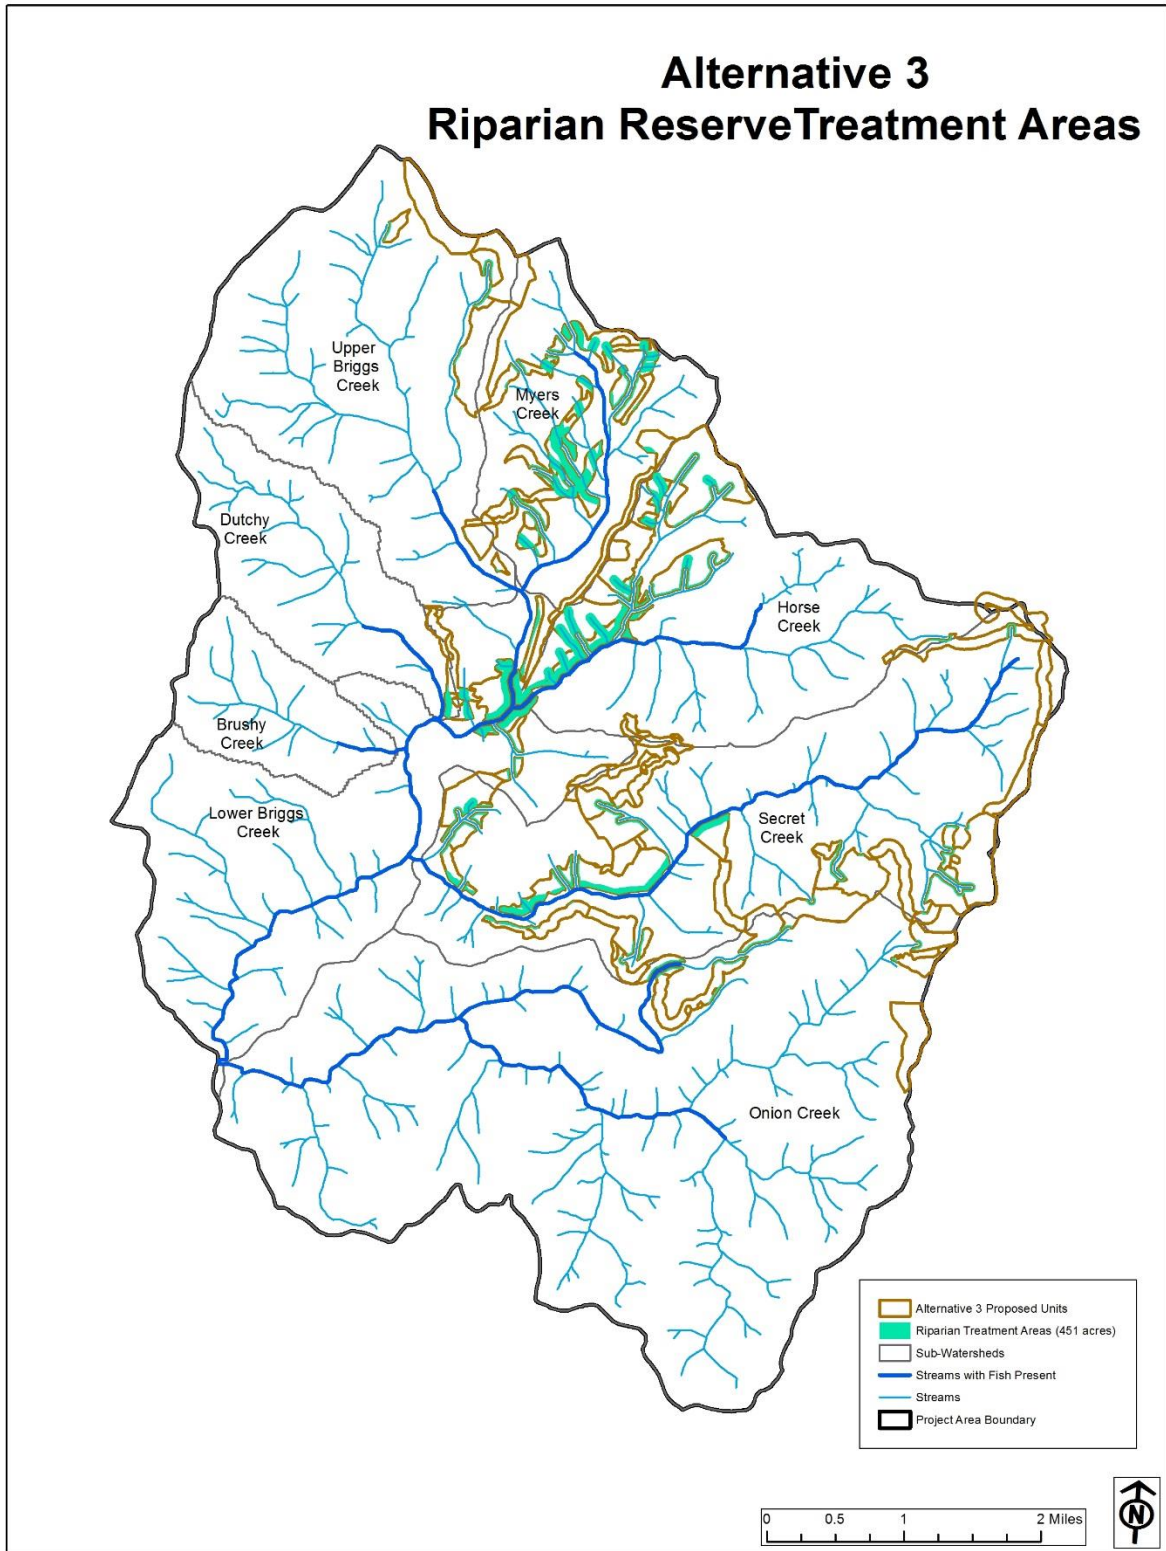 Alternative 3
Riparian ReserveTreatment Areas
Upper
Briggs
Creek
Myers
Creek
Dutchy
Creek
Horse
Creek
Brushy
Creek
Lower Briggs
Creek
Secret
Creek
Onion Creek
Alternative 3 Proposed Units
Riparian Treatment Areas (451 acres)
Sub-Watersheds
Streams with Fish Present
Streams
Project Area Boundary
0 0.5 1 2 Miles
N